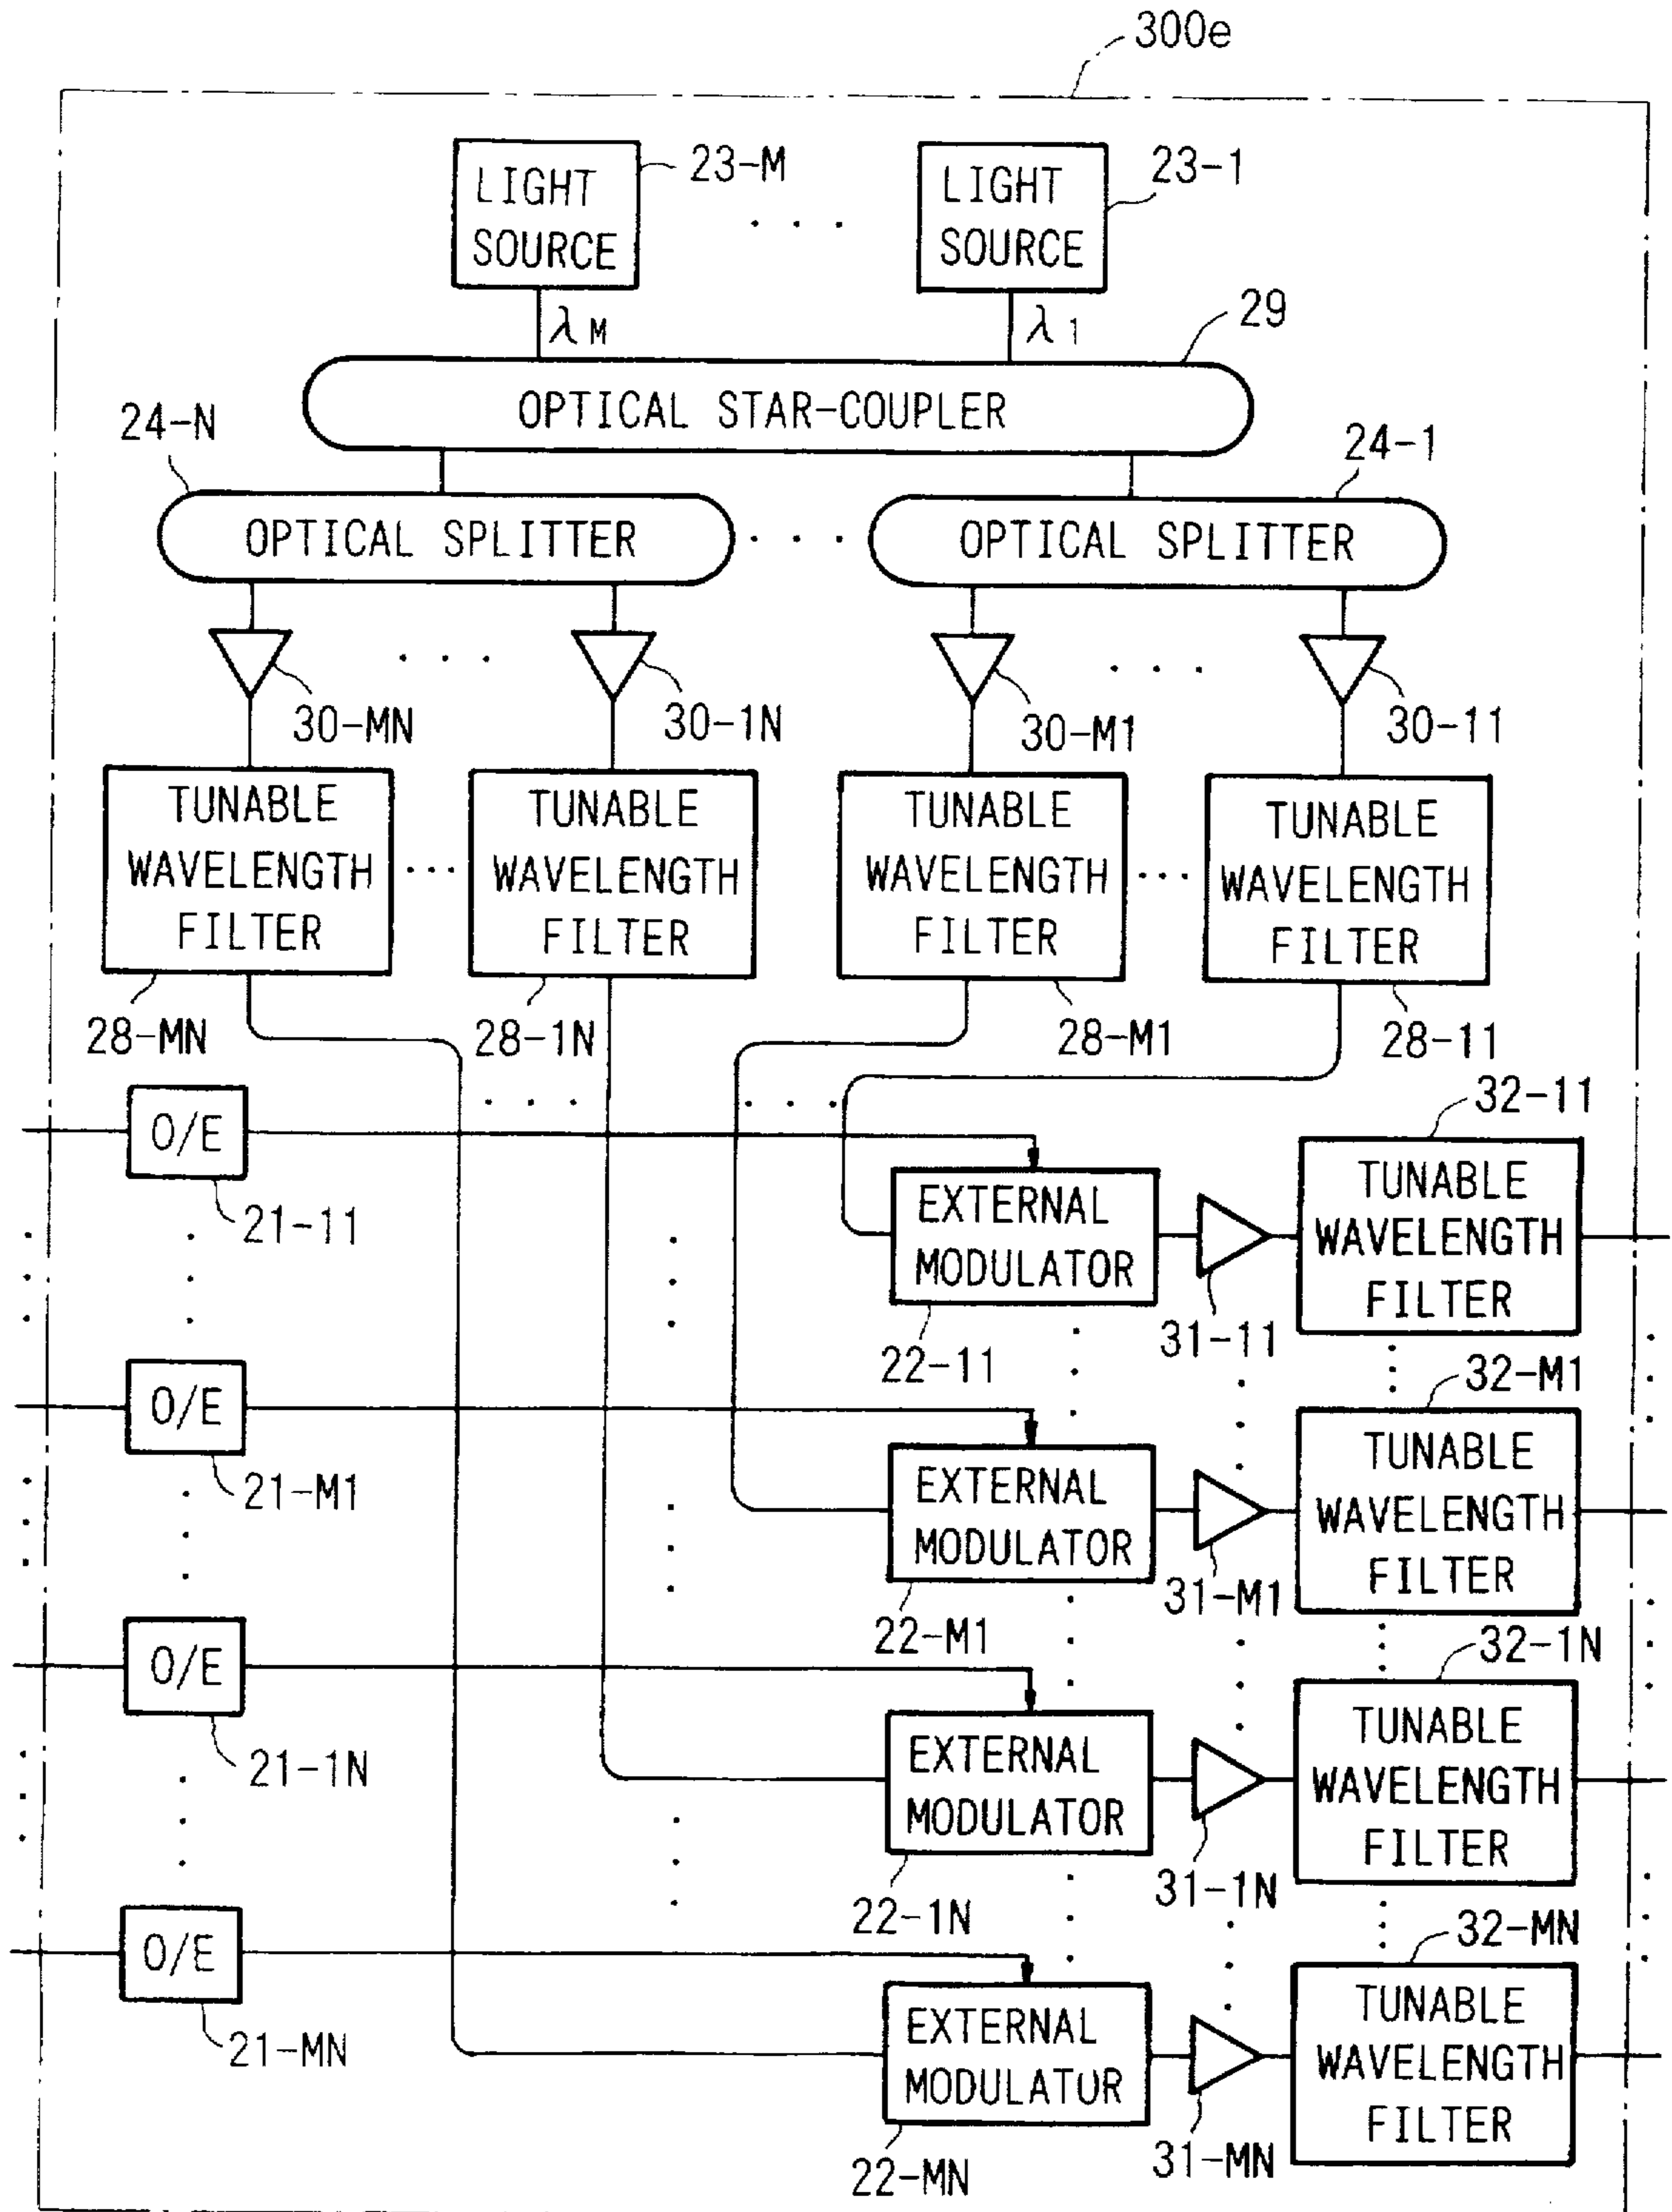 300e
LIGHT
SOURCE
23-M
LIGHT
SOURCE
23-1
λM
λ1
29
OPTICAL STAR-COUPLER
24-N
24-1
OPTICAL SPLITTER
OPTICAL SPLITTER
30-MN
30-1N
30-M1
30-11
TUNABLE
WAVELENGTH
FILTER
TUNABLE
WAVELENGTH
FILTER
TUNABLE
WAVELENGTH
FILTER
TUNABLE
WAVELENGTH
FILTER
28-MN
28-1N
28-M1
28-11
O/E
21-11
EXTERNAL
MODULATOR
22-11
31-11
32-11
TUNABLE
WAVELENGTH
FILTER
O/E
21-M1
EXTERNAL
MODULATOR
22-M1
31-M1
32-M1
TUNABLE
WAVELENGTH
FILTER
O/E
21-1N
EXTERNAL
MODULATOR
22-1N
31-1N
32-1N
TUNABLE
WAVELENGTH
FILTER
O/E
21-MN
EXTERNAL
MODULATOR
22-MN
31-MN
32-MN
TUNABLE
WAVELENGTH
FILTER